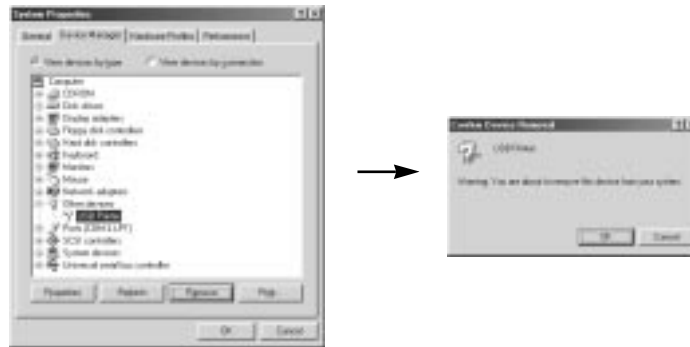 System Properties
General Device Manager Hardware Profiles Performance
View devices by type View devices by connection
Computer
CDROM
Disk drives
Display adapters
Floppy disk controllers
Hard disk controllers
Keyboard
Monitors
Mouse
Network adapters
Other devices
USB Printer
Ports (COM & LPT)
SCSI controllers
System devices
Universal serial bus controller
Properties Refresh Remove Print...
OK Cancel
Confirm Device Removal
USB Printer
Warning: You are about to remove this device from your system.
OK Cancel